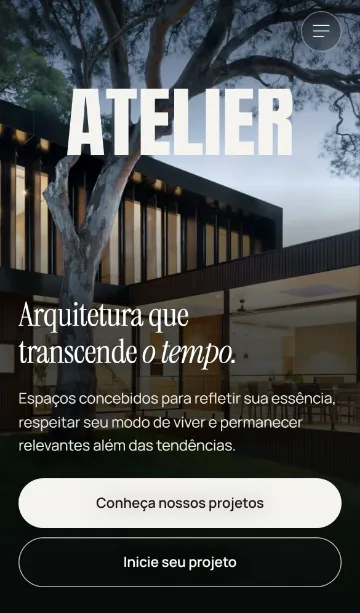 ATELIER
Arquitetura que
transcende o tempo.
Espaços concebidos para refletir sua essência,
respeitar seu modo de viver e permanecer
relevantes além das tendências.
Conheça nossos projetos
Inicie seu projeto